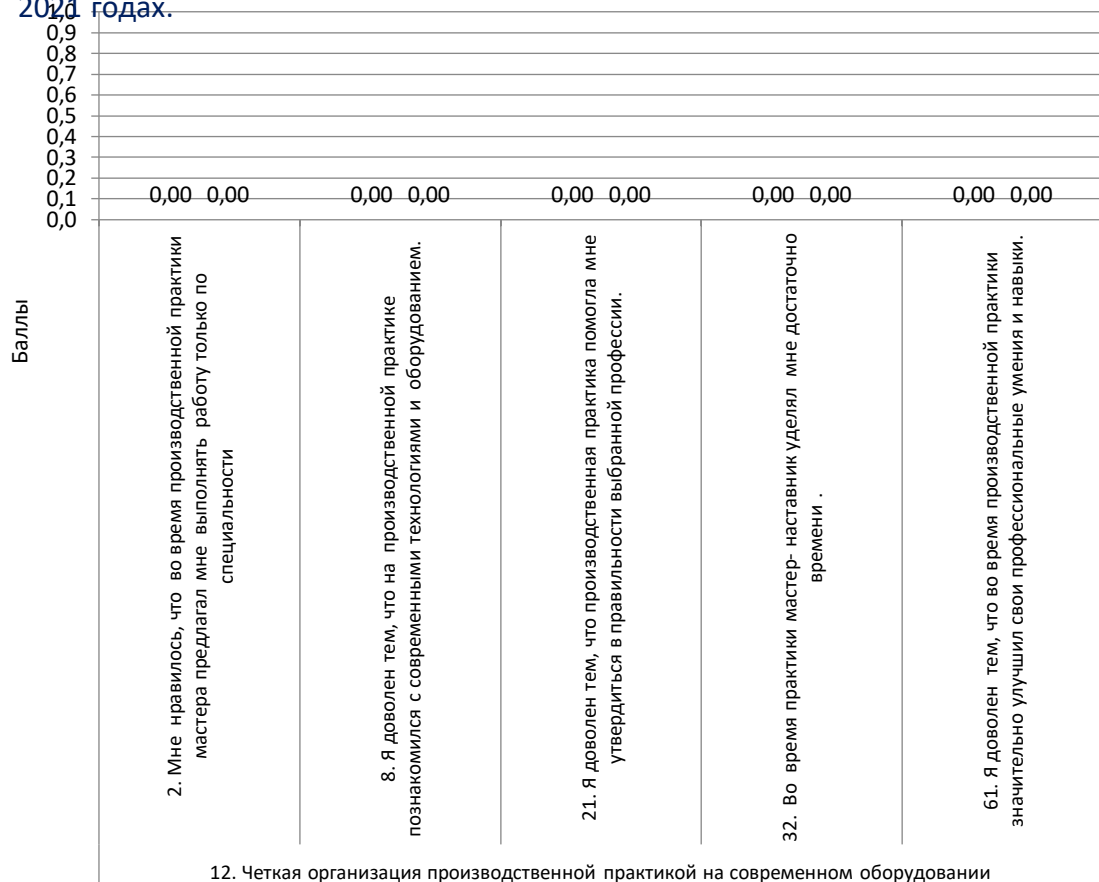 2021 годах.
1,0
0,9
0,8
0,7
0,6
0,5
0,4
0,3
0,2
0,1
0,0
0,00 0,00
0,00 0,00
0,00 0,00
0,00 0,00
0,00 0,00
Баллы
2. Мне нравилось, что во время производственной практики
мастера предлагал мне выполнять работу только по
специальности
8. Я доволен тем, что на производственной практике
познакомился с современными технологиями и оборудованием.
21. Я доволен тем, что производственная практика помогла мне
утвердиться в правильности выбранной профессии.
32. Во время практики мастер- наставник уделял мне достаточно
времени .
61. Я доволен тем, что во время производственной практики
значительно улучшил свои профессиональные умения и навыки.
12. Четкая организация производственной практикой на современном оборудовании